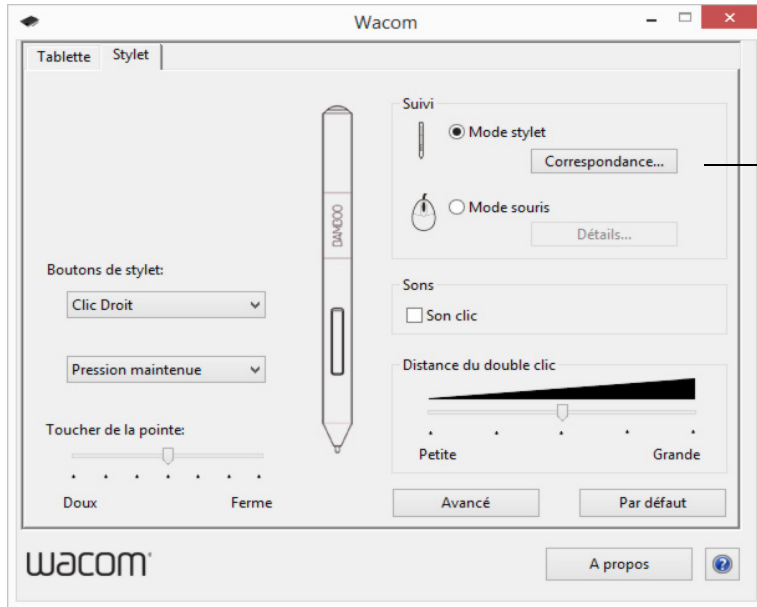 Wacom
Tablette
Stylet
Suivi
Mode stylet
Correspondance...
Mode souris
Détails...
BAMBOO
Boutons de stylet:
Clic Droit
Pression maintenue
Toucher de la pointe:
Doux
Ferme
Sons
Son clic
Distance du double clic
Petite
Grande
Avancé
Par défaut
wacom
A propos